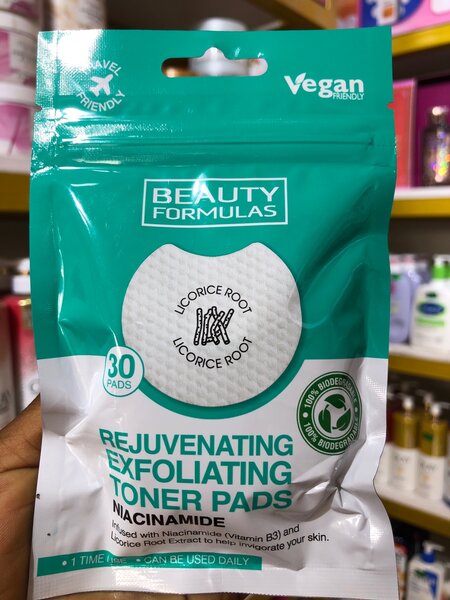 TRAVEL
FRIENDLY
Vegan
FRIENDLY
BEAUTY
FORMULAS
LICORICE ROOT
LICORICE ROOT
30
PADS
100% BIODEGRADABLE
100% BIODEGRADABLE
REJUVENATING
EXFOLIATING
TONER PADS
NIACINAMIDE
Infused with Niacinamide (Vitamin B3) and
Licorice Root Extract to help invigorate your skin.
• 1 TIME • CAN BE USED DAILY